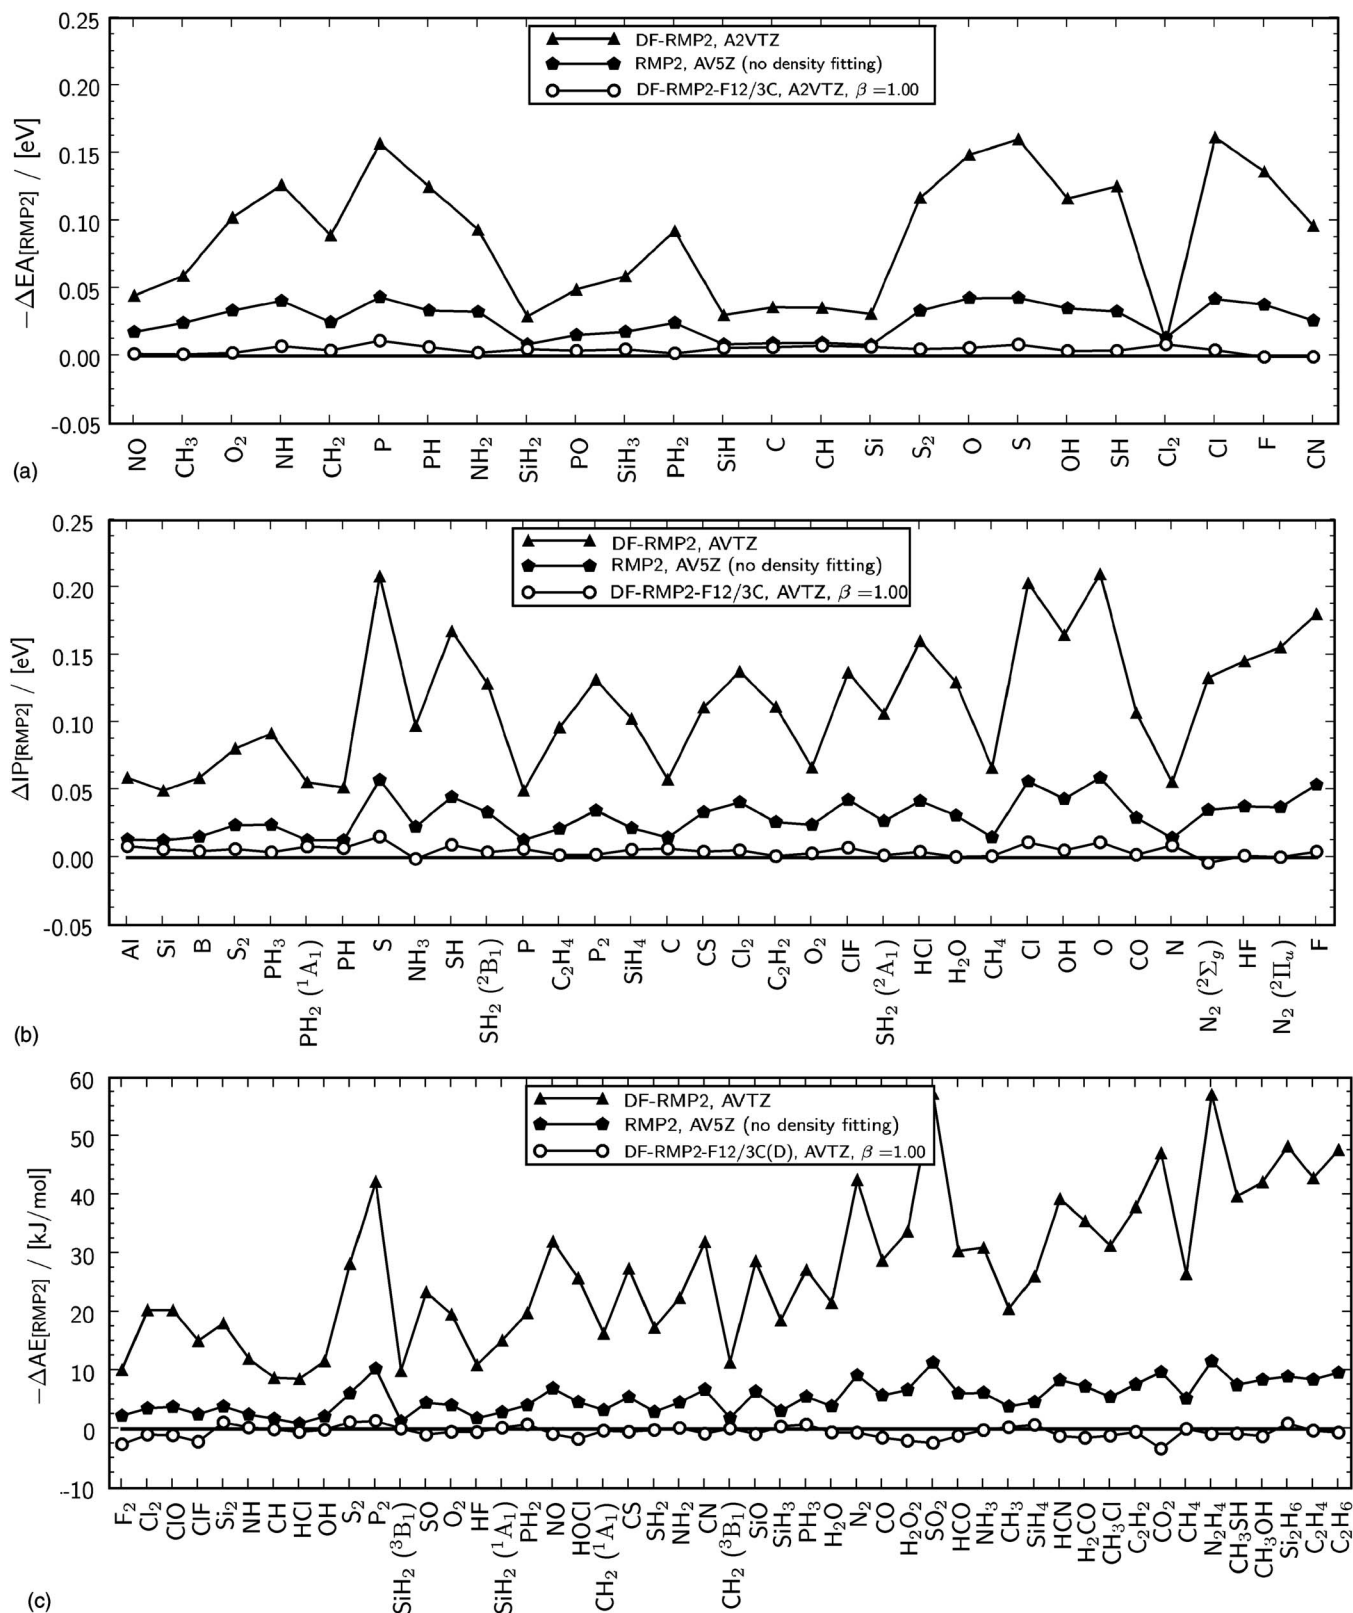 −ΔEA[RMP2] / [eV]
0.25
0.20
0.15
0.10
0.05
0.00
-0.05
DF-RMP2, A2VTZ
RMP2, AV5Z (no density fitting)
DF-RMP2-F12/3C, A2VTZ, β =1.00
NO
CH₃
O₂
NH
CH₂
P
PH
NH₂
SiH₂
PO
SiH₃
PH₂
SiH
C
CH
Si
S₂
O
S
OH
SH
Cl₂
Cl
F
CN
(a)
ΔIP[RMP2] / [eV]
0.25
0.20
0.15
0.10
0.05
0.00
-0.05
DF-RMP2, AVTZ
RMP2, AV5Z (no density fitting)
DF-RMP2-F12/3C, AVTZ, β =1.00
Al
Si
B
S₂
PH₃
PH₂ (¹A₁)
PH
S
NH₃
SH
SH₂ (²B₁)
P
C₂H₄
P₂
SiH₄
C
CS
Cl₂
C₂H₂
O₂
ClF
SH₂ (²A₁)
HCl
H₂O
CH₄
Cl
OH
O
CO
N
N₂ (²Σg)
HF
N₂ (²Πu)
F
(b)
−ΔAE[RMP2] / [kJ/mol]
60
50
40
30
20
10
0
-10
DF-RMP2, AVTZ
RMP2, AV5Z (no density fitting)
DF-RMP2-F12/3C(D), AVTZ, β =1.00
F₂
Cl₂
ClO
ClF
Si₂
NH
CH
HCl
OH
S₂
P₂
SiH₂ (³B₁)
SO
O₂
HF
SiH₂ (¹A₁)
PH₂
NO
HOCl
CH₂ (¹A₁)
CS
SH₂
NH₂
CN
CH₂ (³B₁)
SiO
SiH₃
PH₃
H₂O
N₂
CO
H₂O₂
SO₂
HCO
NH₃
CH₃
SiH₄
HCN
H₂CO
CH₃Cl
C₂H₂
CO₂
CH₄
N₂H₄
CH₃SH
CH₃OH
Si₂H₆
C₂H₄
C₂H₆
(c)